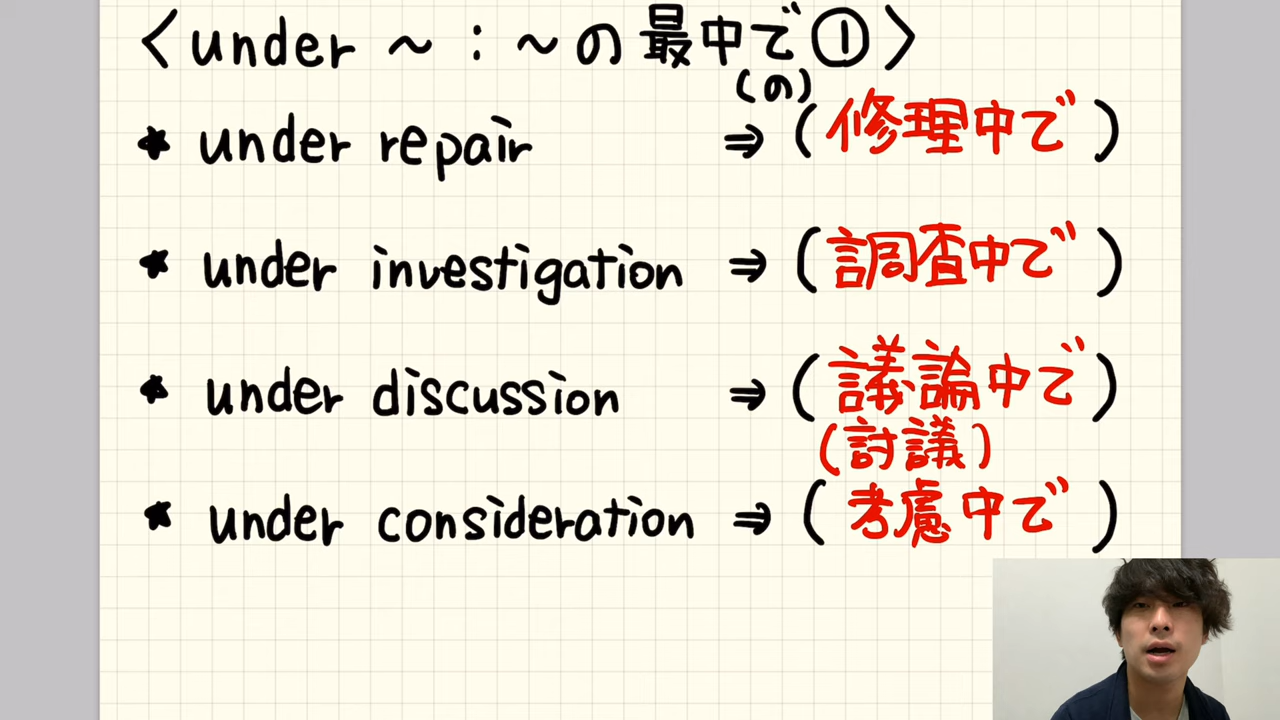 <under ～ : ～の最中で①>
(の)
★ under repair ⇒ (修理中で)
★ under investigation ⇒ (調査中で)
★ under discussion ⇒ (議論中で)
(討議)
★ under consideration ⇒ (考慮中で)